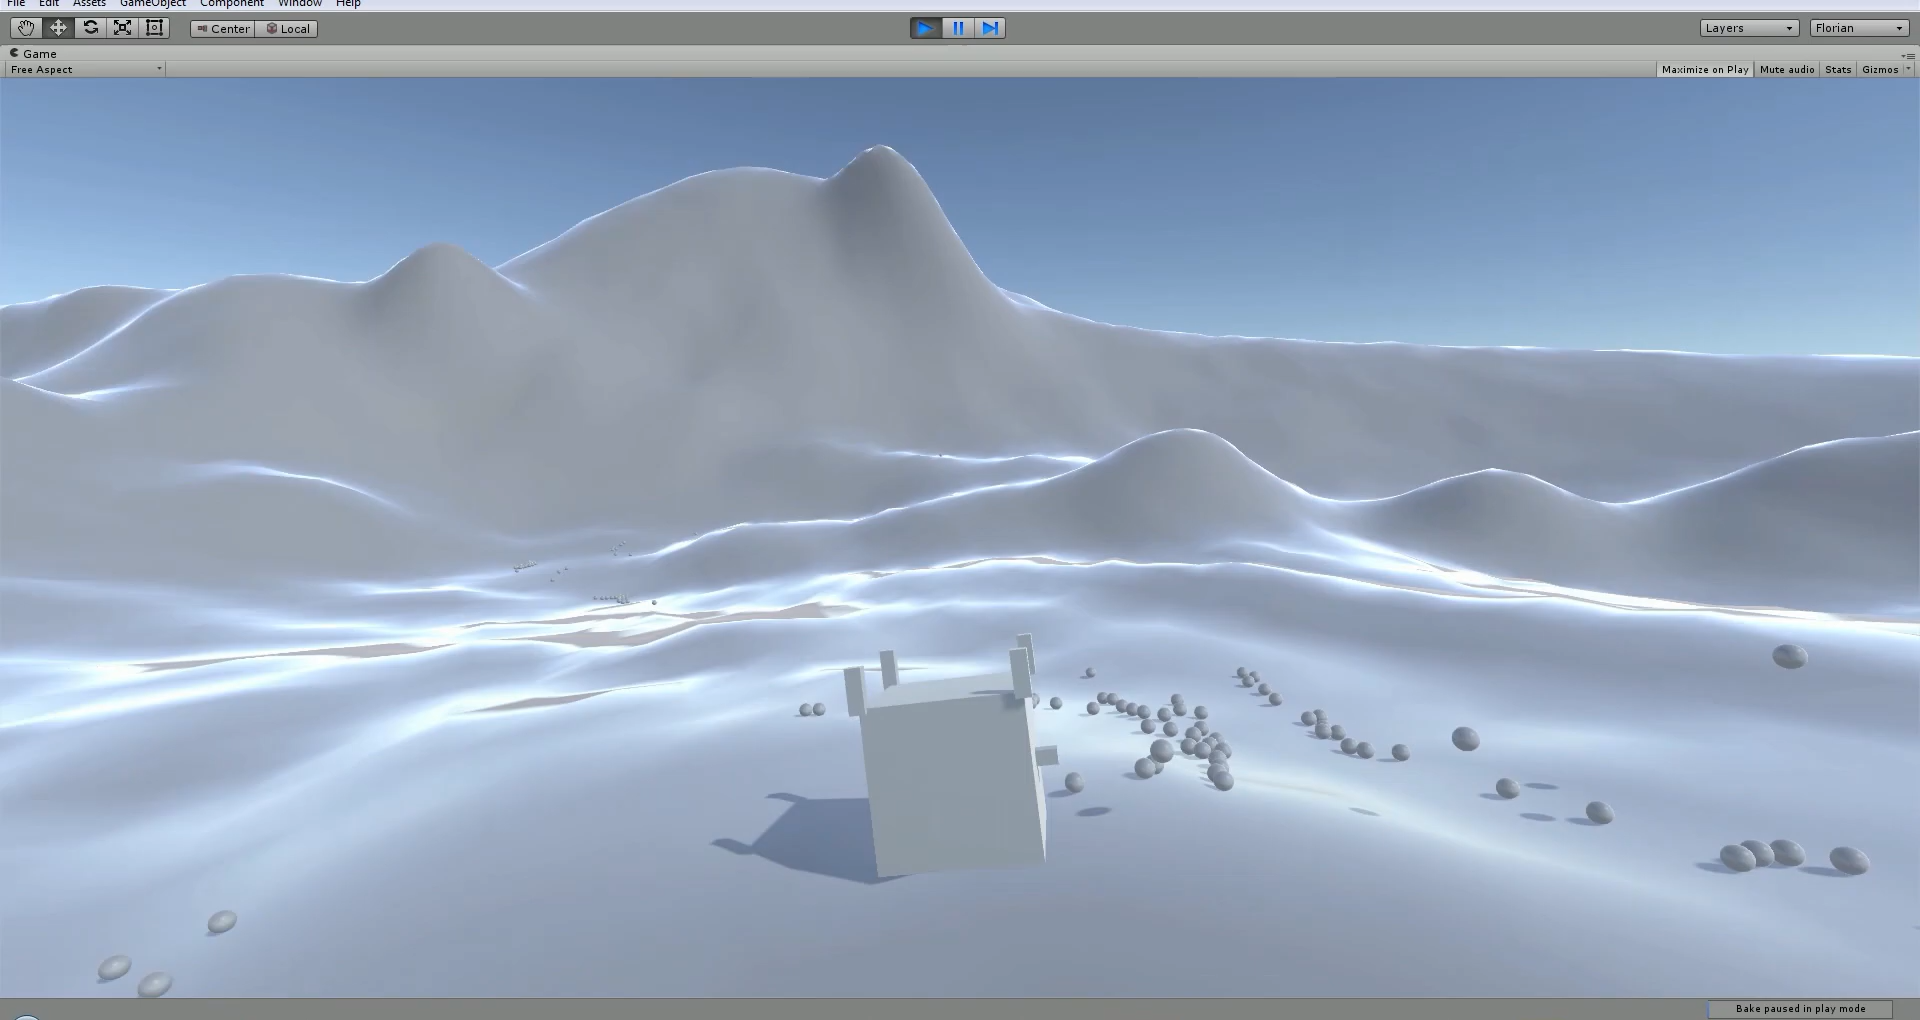 File Edit Assets GameObject Component Window Help
Center Local Layers Florian
Game
Free Aspect Maximize on Play Mute audio Stats Gizmos
Bake paused in play mode